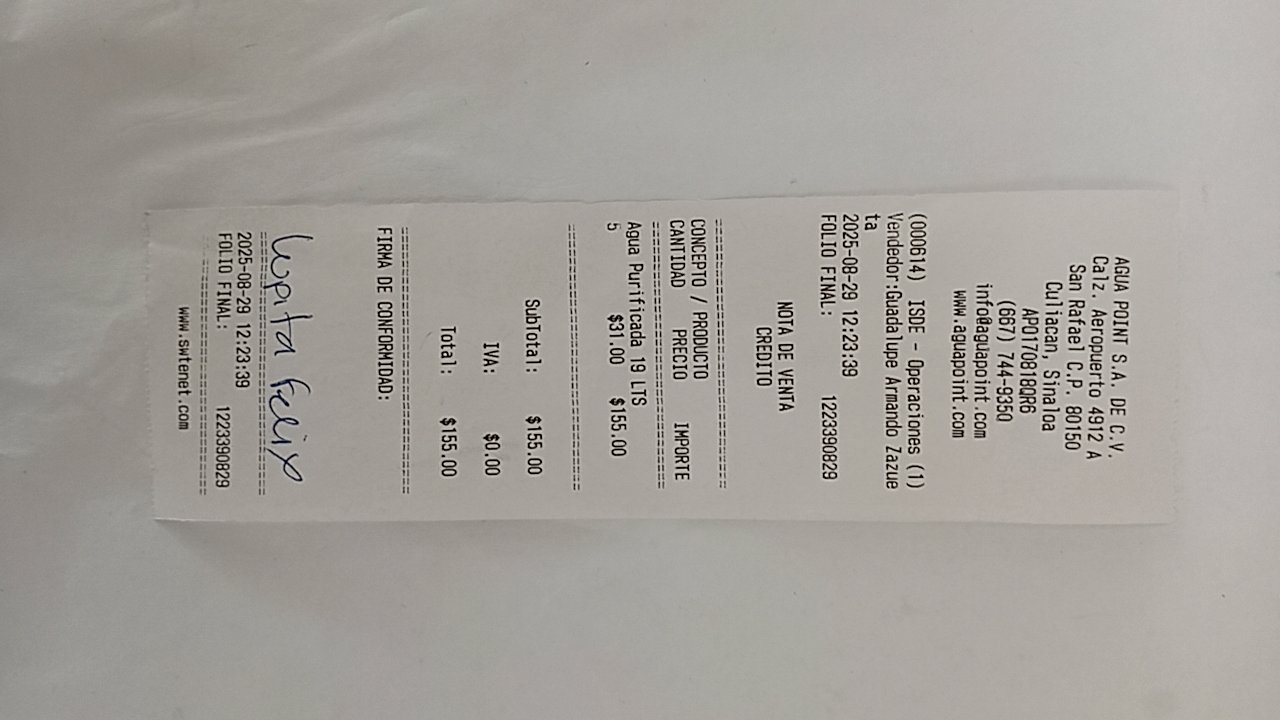 AGUA POINT S.A. DE C.V.
Calz. Aeropuerto 4912 A
San Rafael C.P. 80150
Culiacan, Sinaloa
APO170818QR6
(667) 744-9350
info@aguapoint.com
www.aguapoint.com
(000614) ISDE - Operaciones (1)
Vendedor:Guadalupe Armando Zazue
ta
2025-08-29 12:23:39
FOLIO FINAL: 1223390829
NOTA DE VENTA
CREDITO
================================
CONCEPTO / PRODUCTO
CANTIDAD PRECIO IMPORTE
================================
Agua Purificada 19 LTS
5 $31.00 $155.00
================================
SubTotal: $155.00
IVA: $0.00
Total: $155.00
================================
FIRMA DE CONFORMIDAD:
Lupita Felix
================================
2025-08-29 12:23:39
FOLIO FINAL: 1223390829
================================
www.swtenet.com